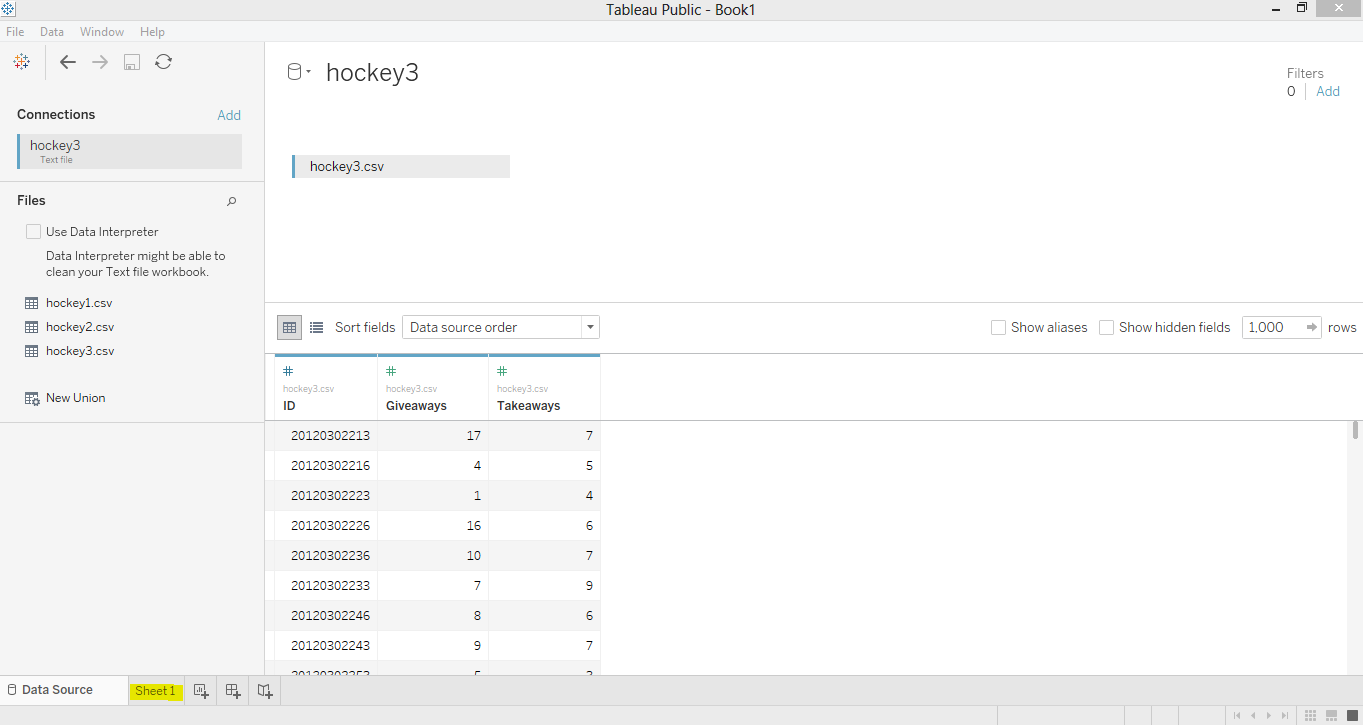 Tableau Public - Book1
File Data Window Help
Connections Add
hockey3
Text file
Files
Use Data Interpreter
Data Interpreter might be able to
clean your Text file workbook.
hockey1.csv
hockey2.csv
hockey3.csv
New Union
hockey3
Filters
0 Add
hockey3.csv
Sort fields Data source order Show aliases Show hidden fields 1,000 rows
# # #
hockey3.csv hockey3.csv hockey3.csv
ID Giveaways Takeaways
20120302213 17 7
20120302216 4 5
20120302223 1 4
20120302226 16 6
20120302236 10 7
20120302233 7 9
20120302246 8 6
20120302243 9 7
Data Source Sheet 1